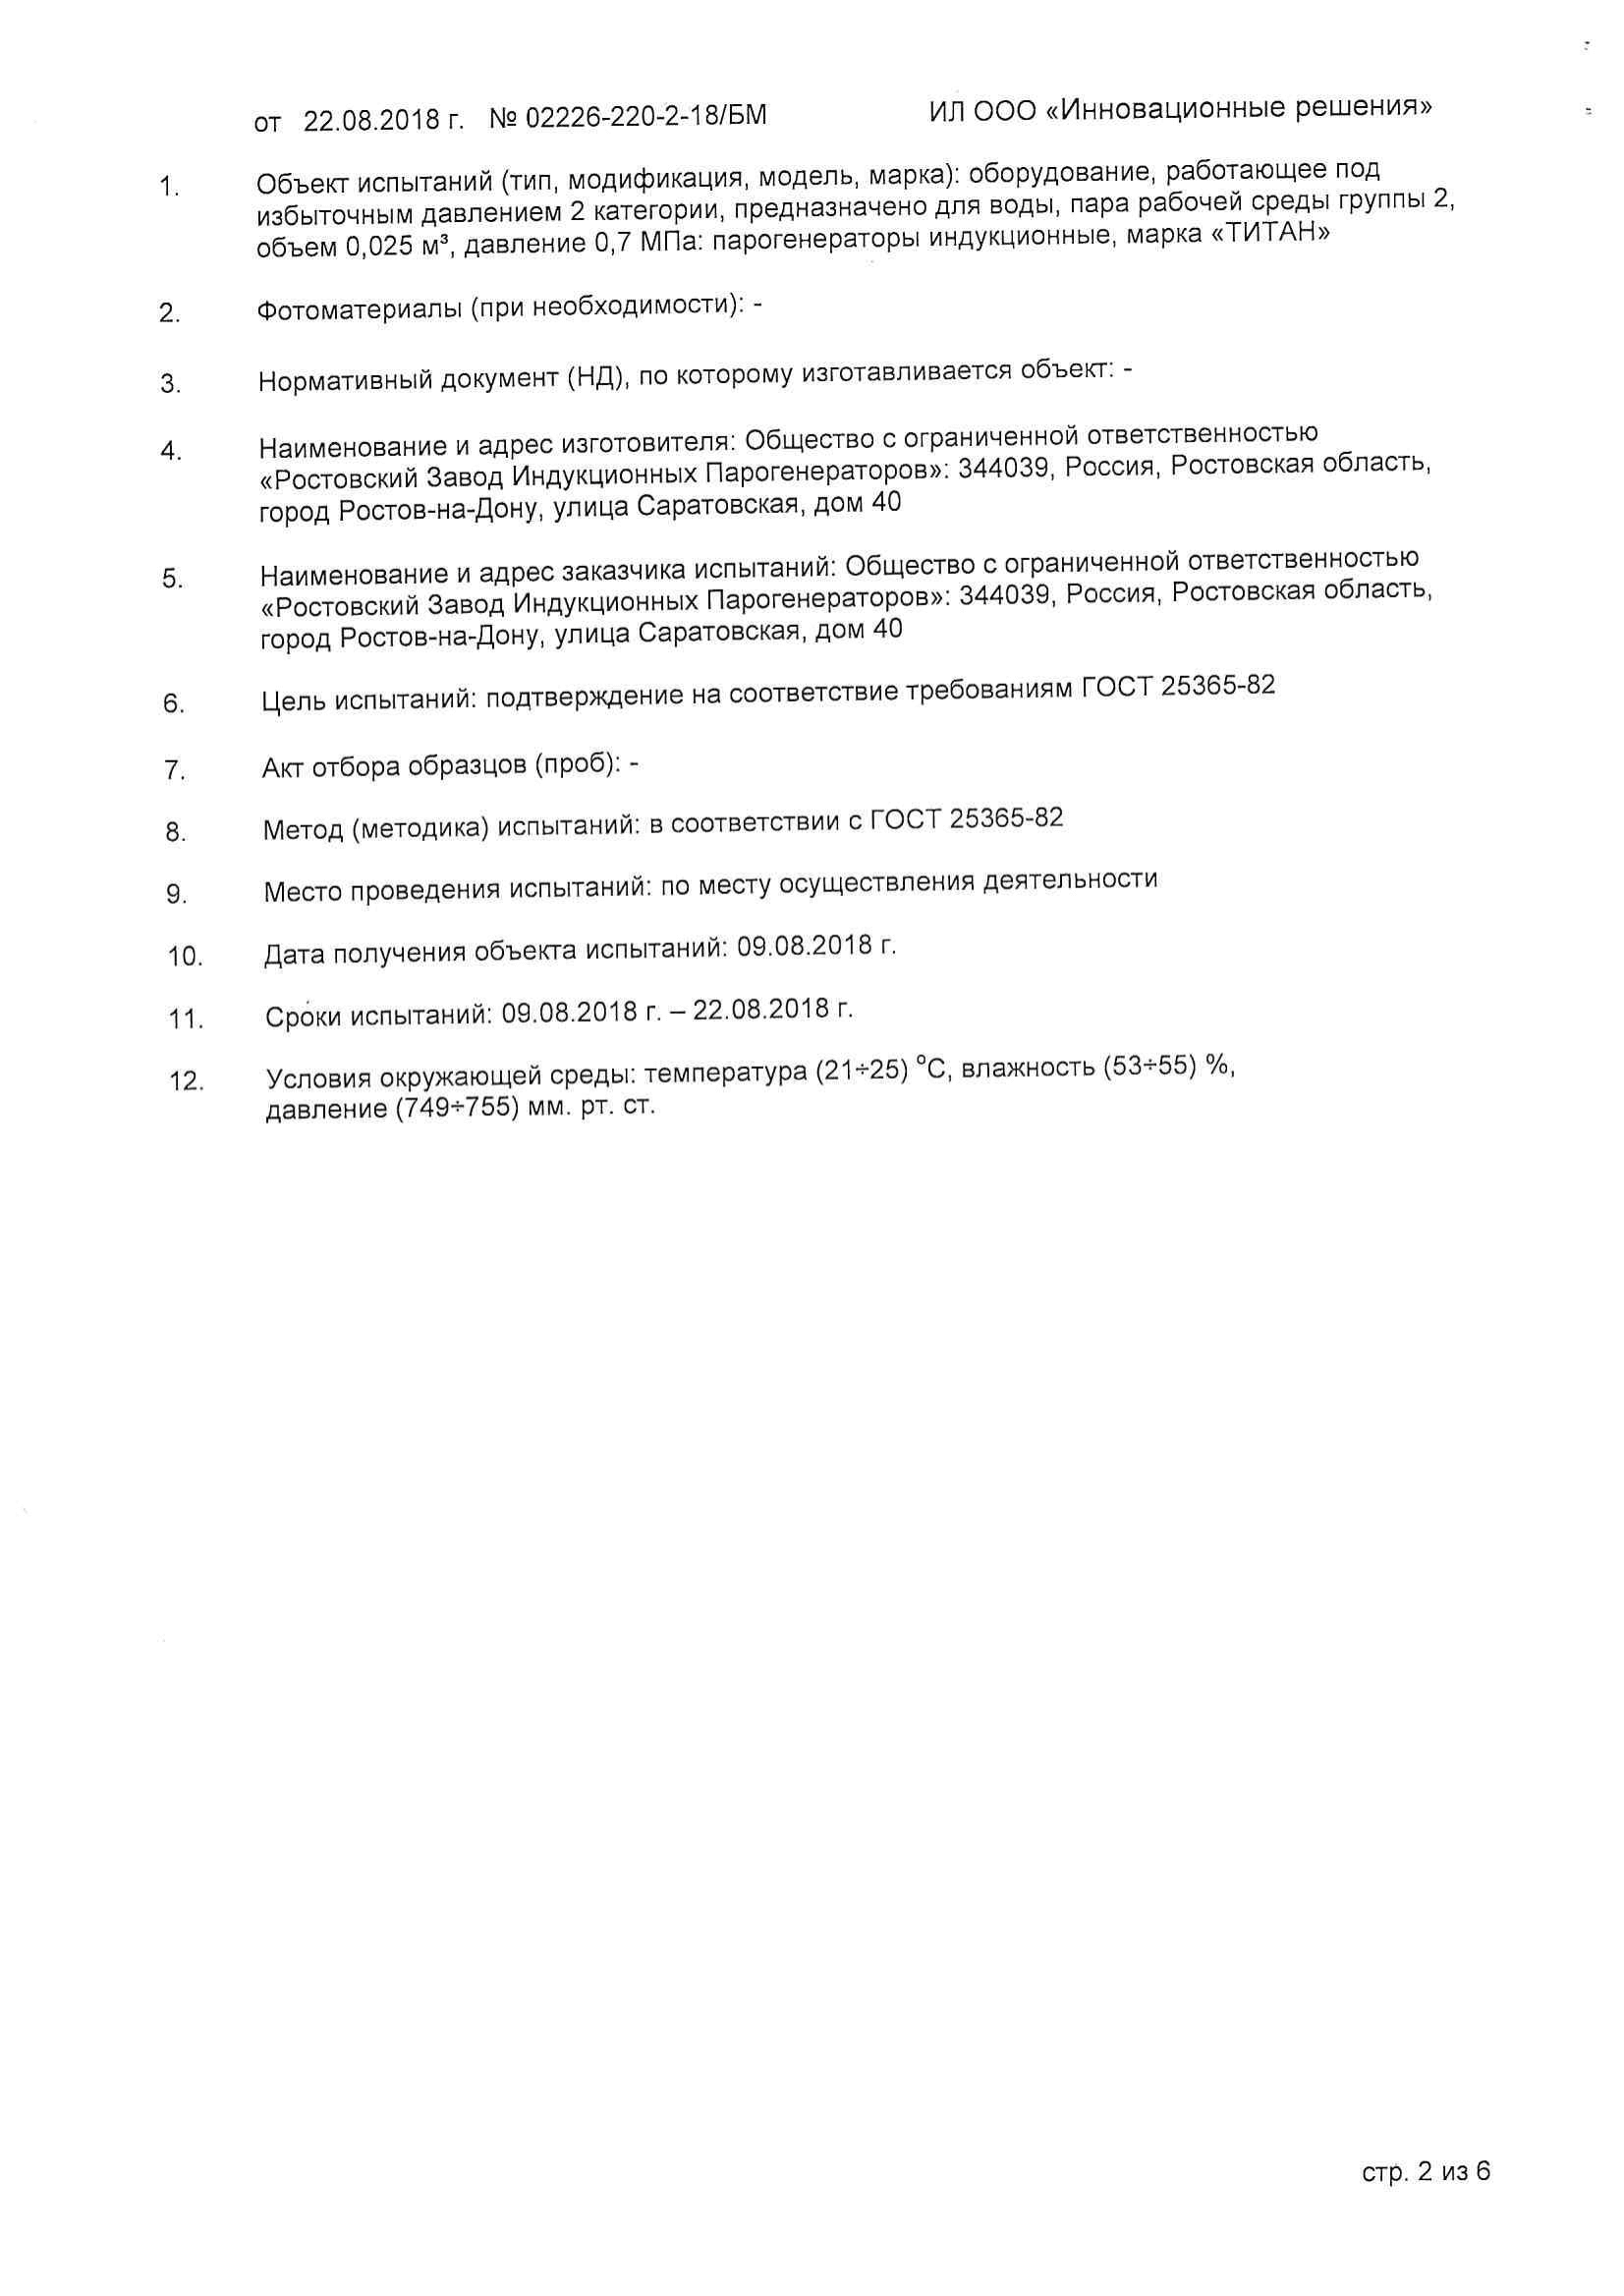 от 22.08.2018 г. № 02226-220-2-18/БМ ИЛ ООО «Инновационные решения»
1. Объект испытаний (тип, модификация, модель, марка): оборудование, работающее под
избыточным давлением 2 категории, предназначено для воды, пара рабочей среды группы 2,
объем 0,025 м³, давление 0,7 МПа: парогенераторы индукционные, марка «ТИТАН»
2. Фотоматериалы (при необходимости): -
3. Нормативный документ (НД), по которому изготавливается объект: -
4. Наименование и адрес изготовителя: Общество с ограниченной ответственностью
«Ростовский Завод Индукционных Парогенераторов»: 344039, Россия, Ростовская область,
город Ростов-на-Дону, улица Саратовская, дом 40
5. Наименование и адрес заказчика испытаний: Общество с ограниченной ответственностью
«Ростовский Завод Индукционных Парогенераторов»: 344039, Россия, Ростовская область,
город Ростов-на-Дону, улица Саратовская, дом 40
6. Цель испытаний: подтверждение на соответствие требованиям ГОСТ 25365-82
7. Акт отбора образцов (проб): -
8. Метод (методика) испытаний: в соответствии с ГОСТ 25365-82
9. Место проведения испытаний: по месту осуществления деятельности
10. Дата получения объекта испытаний: 09.08.2018 г.
11. Сроки испытаний: 09.08.2018 г. – 22.08.2018 г.
12. Условия окружающей среды: температура (21÷25) °С, влажность (53÷55) %,
давление (749÷755) мм. рт. ст.
стр. 2 из 6